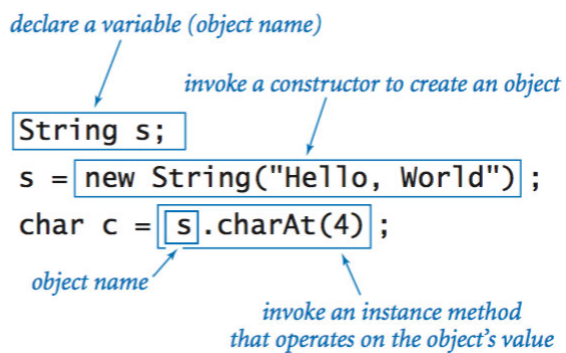 declare a variable (object name)
invoke a constructor to create an object
String s;
s = new String("Hello, World") ;
char c = s.charAt(4) ;
object name
invoke an instance method
that operates on the object's value